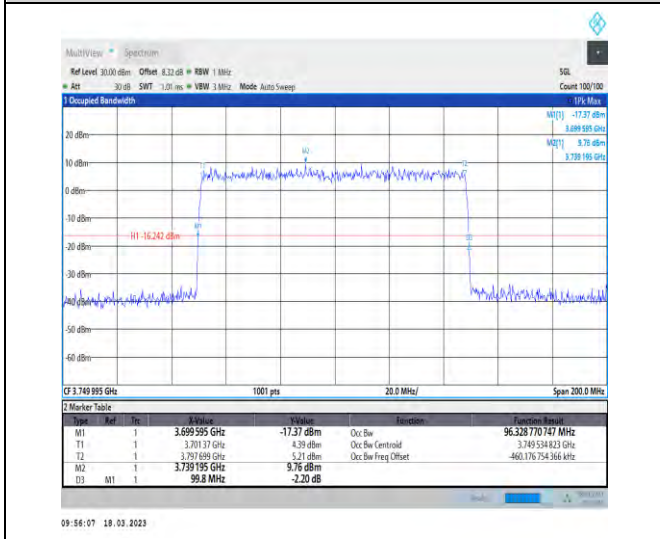 MultiView Spectrum
Ref Level 30.00 dBm Offset 8.32 dB RBW 1 MHz SGL
Att 30 dB SWT 1.01 ms VBW 3 MHz Mode Auto Sweep Count 100/100
1 Occupied Bandwidth 1Pk Max
M1[1] -17.37 dBm
3.699 595 GHz
M2[1] 9.76 dBm
3.739 195 GHz
20 dBm
M2
10 dBm
T1 T2
0 dBm
-10 dBm
M1
H1 -16.242 dBm
D3
-20 dBm
-30 dBm
-40 dBm
-50 dBm
-60 dBm
CF 3.749 995 GHz 1001 pts 20.0 MHz/ Span 200.0 MHz
2 Marker Table
Type Ref Trc X-Value Y-Value Function Function Result
M1 1 3.699 595 GHz -17.37 dBm Occ Bw 96.328 770 747 MHz
T1 1 3.701 37 GHz 4.39 dBm Occ Bw Centroid 3.749 534 823 GHz
T2 1 3.797 699 GHz 5.21 dBm Occ Bw Freq Offset -460.176 754 366 kHz
M2 1 3.739 195 GHz 9.76 dBm
D3 M1 1 99.8 MHz -2.20 dB
09:56:07 18.03.2023